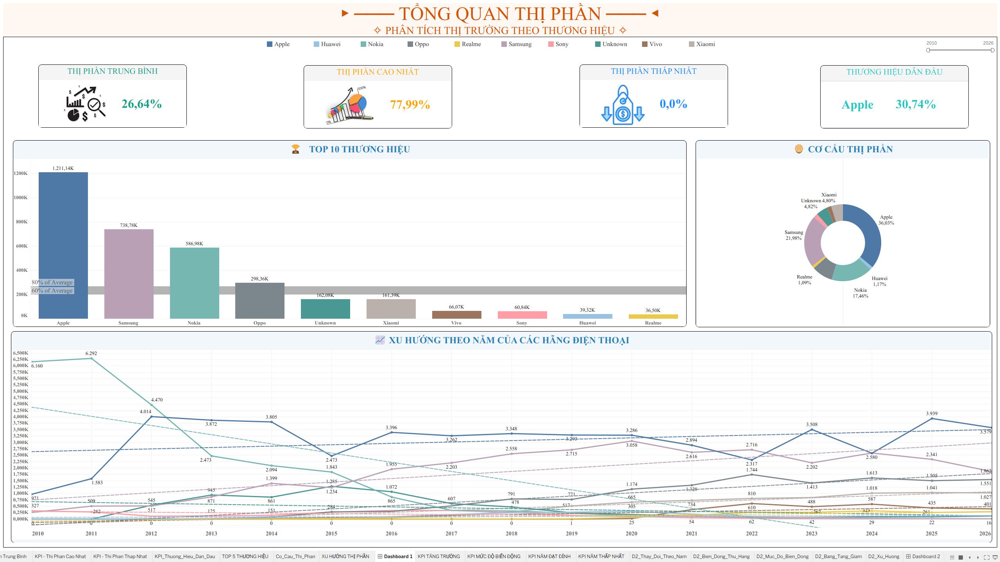 ► ——— TỔNG QUAN THỊ PHẦN ——— ◄
✧ PHÂN TÍCH THỊ TRƯỜNG THEO THƯƠNG HIỆU ✧
Apple Huawei Nokia Oppo Realme Samsung Sony Unknown Vivo Xiaomi
2010 2026
THỊ PHẦN TRUNG BÌNH
26,64%
THỊ PHẦN CAO NHẤT
100%
0%
77,99%
THỊ PHẦN THẤP NHẤT
0,0%
THƯƠNG HIỆU DẪN ĐẦU
Apple 30,74%
TOP 10 THƯƠNG HIỆU
1200K
1000K
800K
600K
400K
200K
0K
80% of Average
60% of Average
1.211,14K
738,78K
586,98K
298,36K
162,08K
161,39K
66,07K
60,84K
39,32K
36,50K
Apple Samsung Nokia Oppo Unknown Xiaomi Vivo Sony Huawei Realme
CƠ CẤU THỊ PHẦN
Xiaomi
4,80%
Unknown
4,82%
Apple
36,03%
Samsung
21,98%
Realme
1,09%
Huawei
1,17%
Nokia
17,46%
XU HƯỚNG THEO NĂM CỦA CÁC HÃNG ĐIỆN THOẠI
6,500K
6,250K
6,000K
5,750K
5,500K
5,250K
5,000K
4,750K
4,500K
4,250K
4,000K
3,750K
3,500K
3,250K
3,000K
2,750K
2,500K
2,250K
2,000K
1,750K
1,500K
1,250K
1,000K
0,750K
0,500K
0,250K
0,000K
6.160
971
327
0
6.292
1.583
509
282
0
4.470
4.014
545
517
0
3.872
2.473
945
871
125
0
3.805
2.094
1.399
861
151
0
2.473
1.843
1.285
1.234
284
0
3.396
1.955
1.072
865
0
3.262
2.203
607
0
3.348
2.558
791
478
0
3.293
2.715
771
517
1
3.286
3.058
1.174
665
305
25
2.894
2.616
1.328
734
54
2.716
2.317
1.744
810
610
62
3.508
2.202
1.413
488
267
42
2.580
1.613
1.018
587
323
29
3.939
2.341
1.505
1.041
435
261
22
3.579
1.862
1.551
1.027
401
16
2010 2011 2012 2013 2014 2015 2016 2017 2018 2019 2020 2021 2022 2023 2024 2025 2026
n Trung Bình KPI - Thi Phan Cao Nhat KPI - Thi Phan Thap Nhat KPI_Thuong_Hieu_Dan_Dau TOP 5 THƯƠNG HIỆU Co_Cau_Thi_Phan XU HƯỚNG THỊ PHẦN Dashboard 1 KPI TĂNG TRƯỞNG KPI MỨC ĐỘ BIẾN ĐỘNG KPI NĂM ĐẠT ĐỈNH KPI NĂM THẤP NHẤT D2_Thay_Doi_Theo_Nam D2_Bien_Dong_Thu_Hang D2_Muc_Do_Bien_Dong D2_Bang_Tang_Giam D2_Xu_Huong Dashboard 2